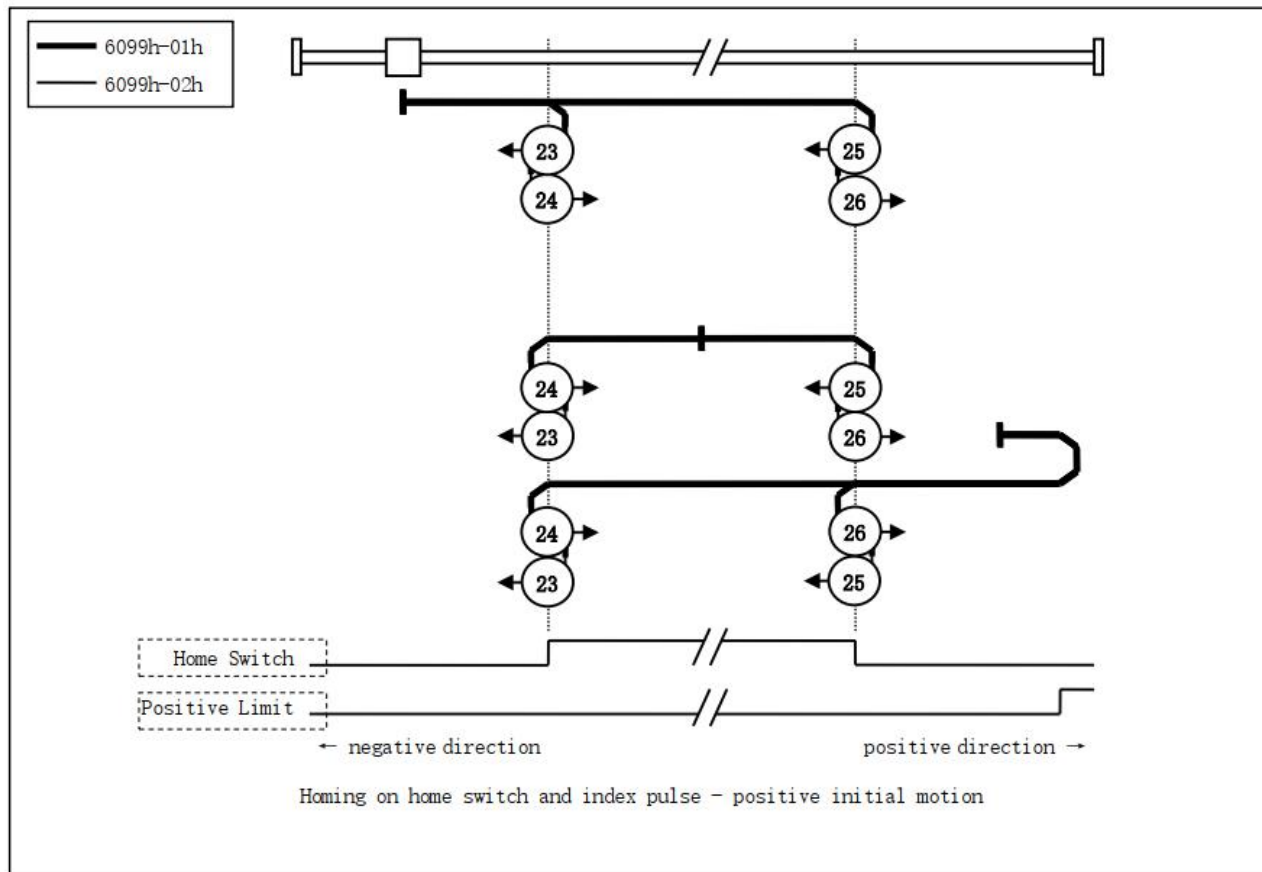 6099h-01h
6099h-02h
23
25
24
26
24
25
23
26
24
26
23
25
Home Switch
Positive Limit
← negative direction
positive direction →
Homing on home switch and index pulse - positive initial motion